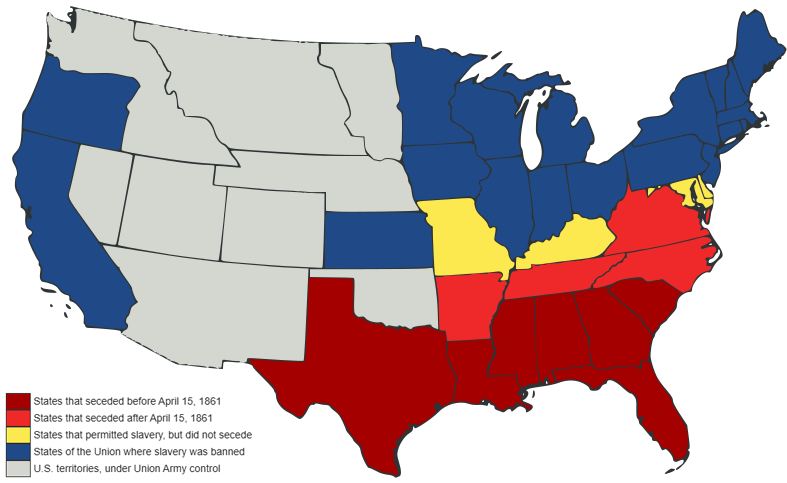 States that seceded before April 15, 1861
States that seceded after April 15, 1861
States that permitted slavery, but did not secede
States of the Union where slavery was banned
U.S. territories, under Union Army control